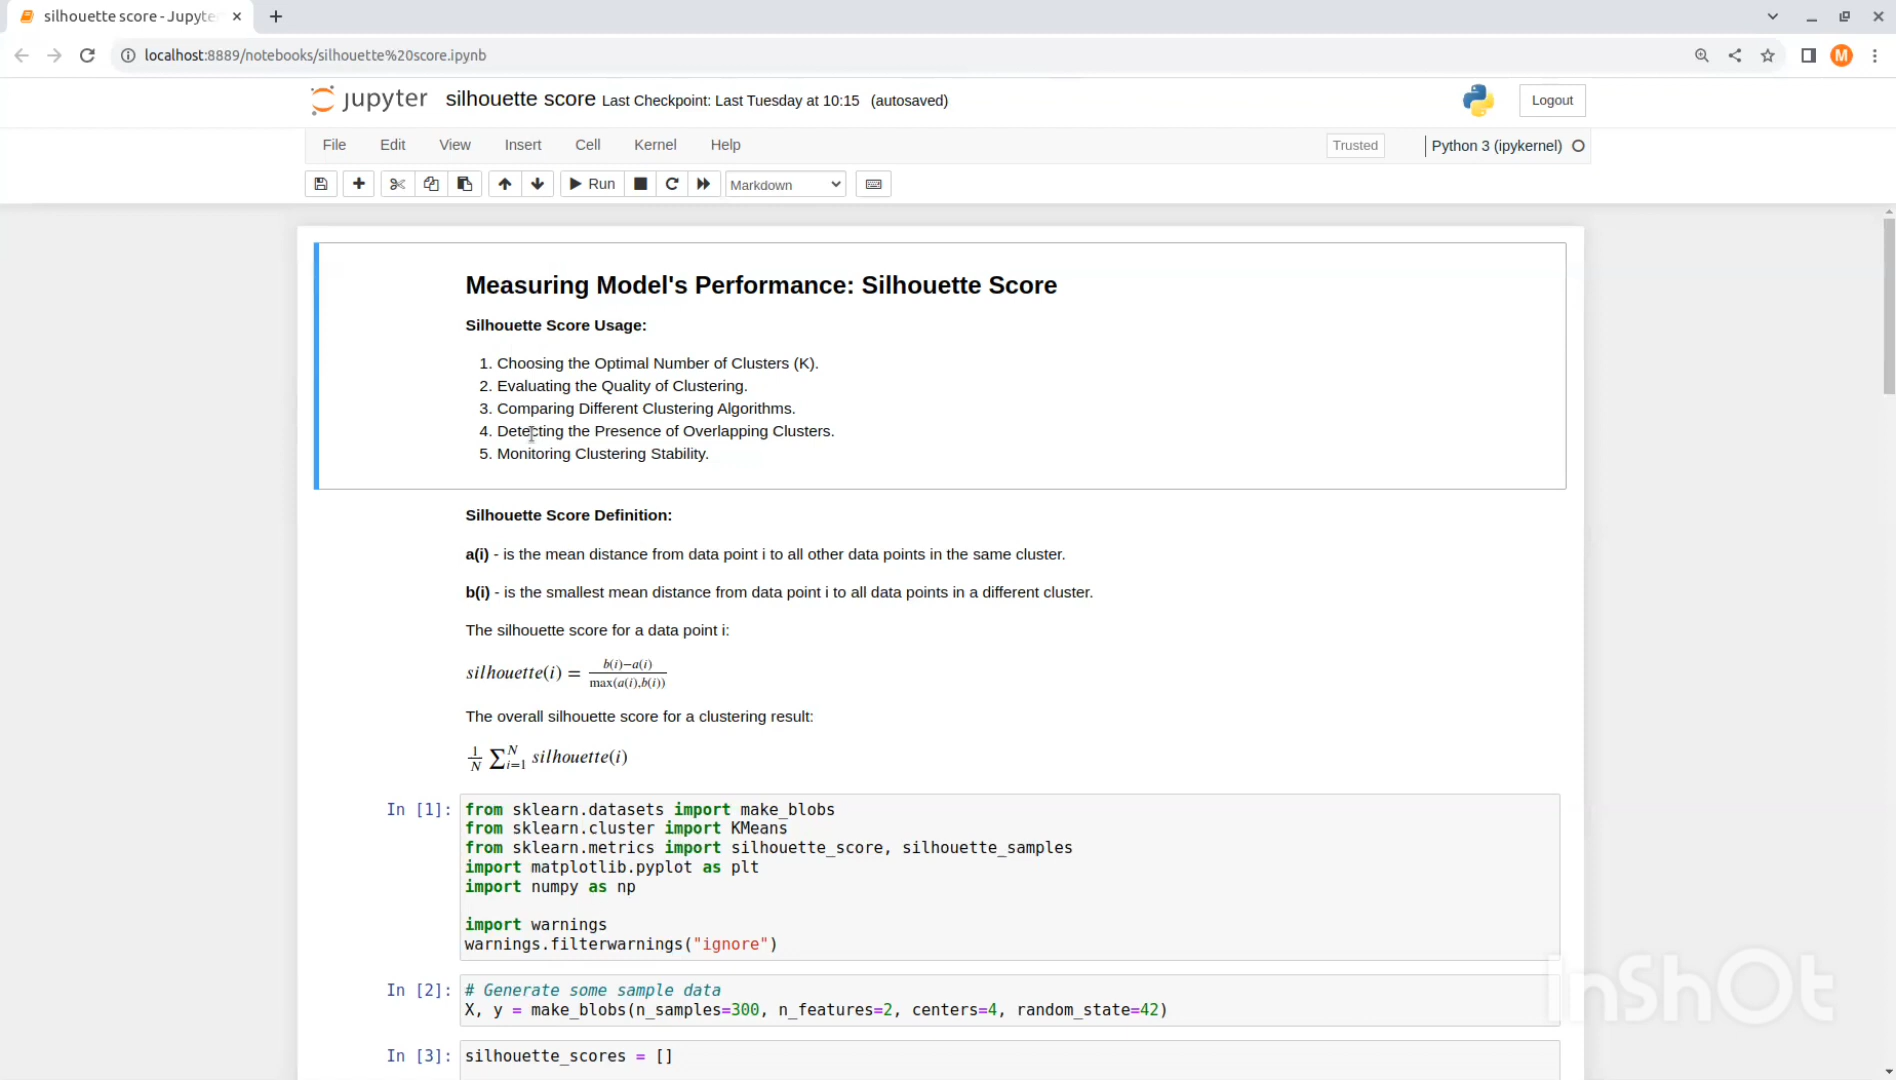 silhouette score - Jupyte
localhost:8889/notebooks/silhouette%20score.ipynb
M
jupyter silhouette score Last Checkpoint: Last Tuesday at 10:15 (autosaved)
Logout
File Edit View Insert Cell Kernel Help
Trusted
Python 3 (ipykernel)
Run
Markdown
Measuring Model's Performance: Silhouette Score
Silhouette Score Usage:
1. Choosing the Optimal Number of Clusters (K).
2. Evaluating the Quality of Clustering.
3. Comparing Different Clustering Algorithms.
4. Detecting the Presence of Overlapping Clusters.
5. Monitoring Clustering Stability.
Silhouette Score Definition:
a(i) - is the mean distance from data point i to all other data points in the same cluster.
b(i) - is the smallest mean distance from data point i to all data points in a different cluster.
The silhouette score for a data point i:
silhouette(i) = b(i)−a(i) / max(a(i),b(i))
The overall silhouette score for a clustering result:
1/N ∑ N i=1 silhouette(i)
In [1]: from sklearn.datasets import make_blobs
from sklearn.cluster import KMeans
from sklearn.metrics import silhouette_score, silhouette_samples
import matplotlib.pyplot as plt
import numpy as np
import warnings
warnings.filterwarnings("ignore")
In [2]: # Generate some sample data
X, y = make_blobs(n_samples=300, n_features=2, centers=4, random_state=42)
In [3]: silhouette_scores = []
InShOt